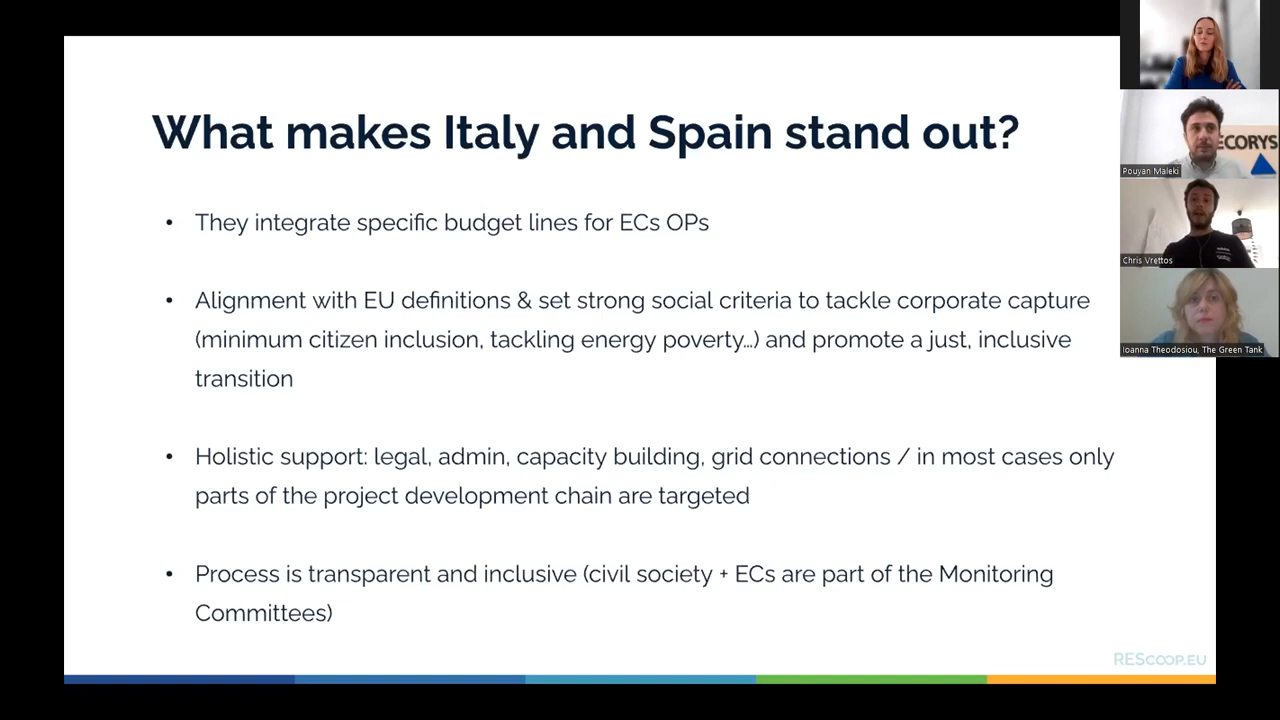 What makes Italy and Spain stand out?
• They integrate specific budget lines for ECs OPs
• Alignment with EU definitions & set strong social criteria to tackle corporate capture
(minimum citizen inclusion, tackling energy poverty…) and promote a just, inclusive
transition
• Holistic support: legal, admin, capacity building, grid connections / in most cases only
parts of the project development chain are targeted
• Process is transparent and inclusive (civil society + ECs are part of the Monitoring
Committees)
REScoop.eu
ECORYS
Pouyan Maleki
Chris Vrettos
Ioanna Theodosiou, The Green Tank